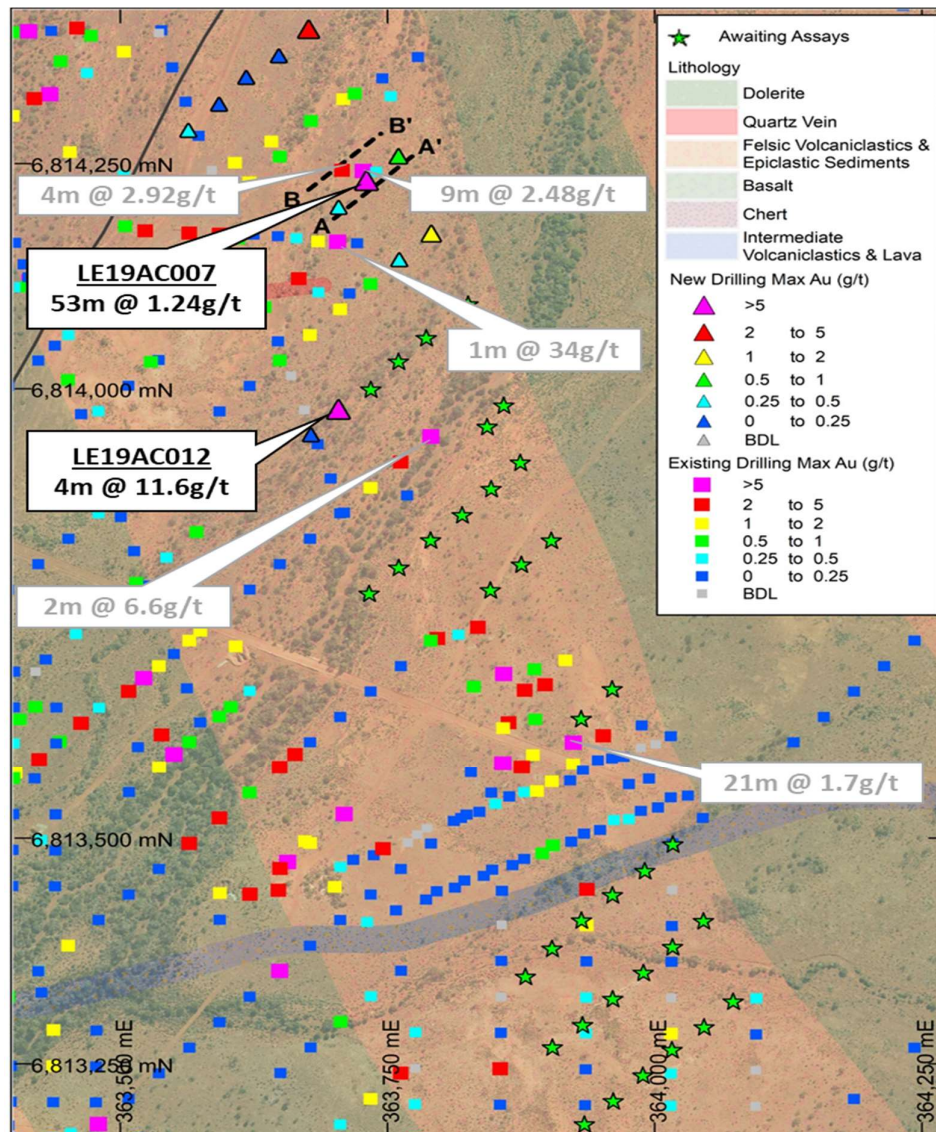 Awaiting Assays
Lithology
Dolerite
Quartz Vein
Felsic Volcaniclastics &
Epiclastic Sediments
Basalt
Chert
Intermediate
Volcaniclastics & Lava
New Drilling Max Au (g/t)
>5
2 to 5
1 to 2
0.5 to 1
0.25 to 0.5
0 to 0.25
BDL
Existing Drilling Max Au (g/t)
>5
2 to 5
1 to 2
0.5 to 1
0.25 to 0.5
0 to 0.25
BDL
B'
A'
6,814,250 mN
4m @ 2.92g/t
B
9m @ 2.48g/t
A
LE19AC007
53m @ 1.24g/t
1m @ 34g/t
6,814,000 mN
LE19AC012
4m @ 11.6g/t
2m @ 6.6g/t
21m @ 1.7g/t
6,813,500 mN
6,813,250 mN
363,500 mE
363,750 mE
364,000 mE
364,250 mE